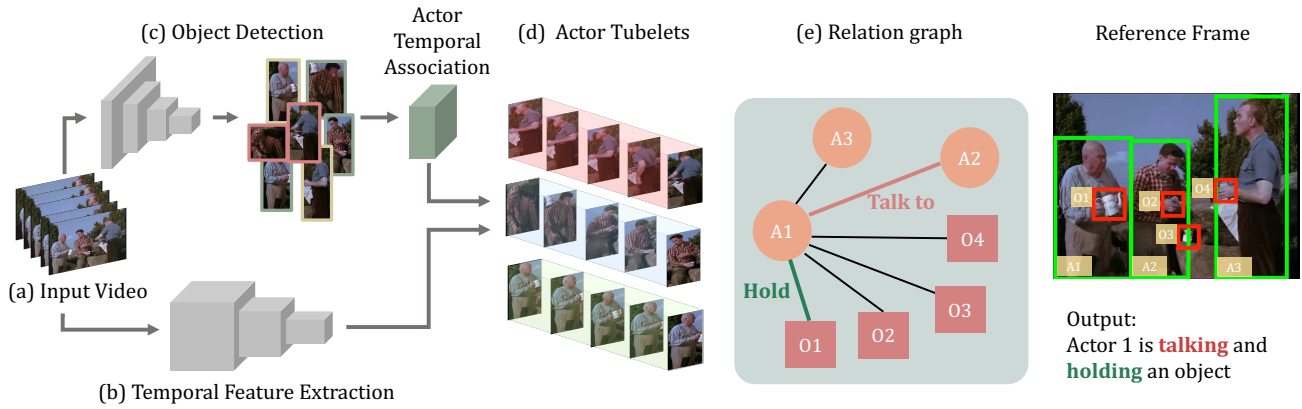 (c) Object Detection
Actor
Temporal
Association
(d) Actor Tubelets
(e) Relation graph
Reference Frame
(a) Input Video
(b) Temporal Feature Extraction
A3
A2
Talk to
A1
O4
Hold
O3
O2
O1
O1
O2
O4
O3
A1
A2
A3
Output:
Actor 1 is talking and
holding an object